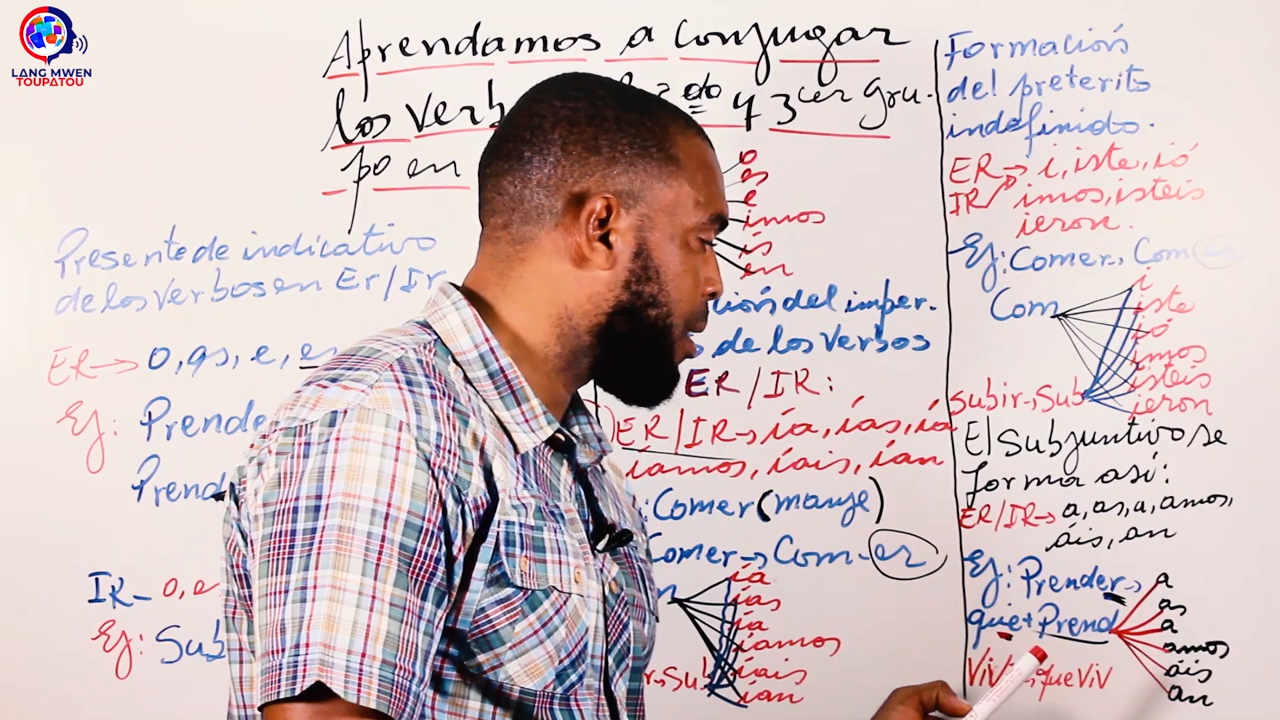 LANG MWEN
TOUPATOU
Aprendamos a conjugar
los verb
y 3cer gru-
po en
o
es
e
imos
ís
en
Presente de indicativo
de los verbos en Er/Ir
ER→ o, es, e,
Ej: Prende
Prend
IR-
Ej: Sub
del imper.
de los verbos
ER/IR:
ER/IR→ ía, ías, ía
íamos, íais, ían
Comer (manje)
Comer → Com-er
ía
ías
ía
íamos
íais
ían
Formación
del preterito
indefinido.
ER→ i, iste, ió
IR imos, isteis
ieron.
Ej: Comer, Com er
Com
i
iste
ió
imos
isteis
ieron
subir→ Sub
El subjuntivo se
forma así:
ER/IR→ a, as, a, amos,
áis, an
Ej: Prender→
que+Prend
a
as
a
amos
áis
an
que Viv